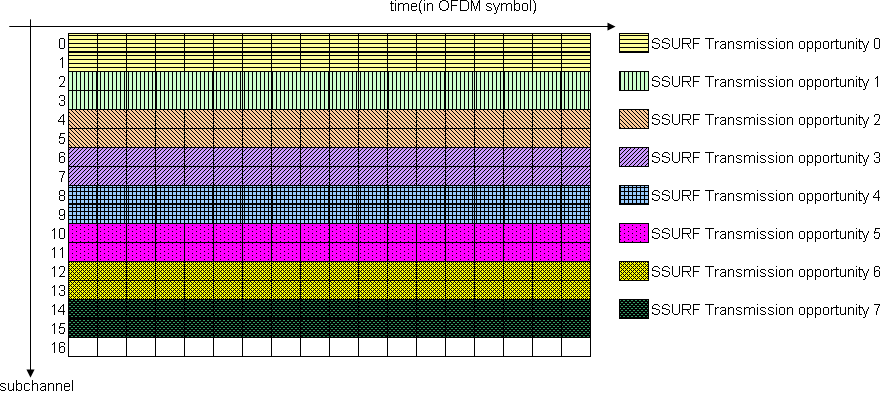 time(in OFDM symbol)
0
1
2
3
4
5
6
7
8
9
10
11
12
13
14
15
16
subchannel
SSURF Transmission opportunity 0
SSURF Transmission opportunity 1
SSURF Transmission opportunity 2
SSURF Transmission opportunity 3
SSURF Transmission opportunity 4
SSURF Transmission opportunity 5
SSURF Transmission opportunity 6
SSURF Transmission opportunity 7